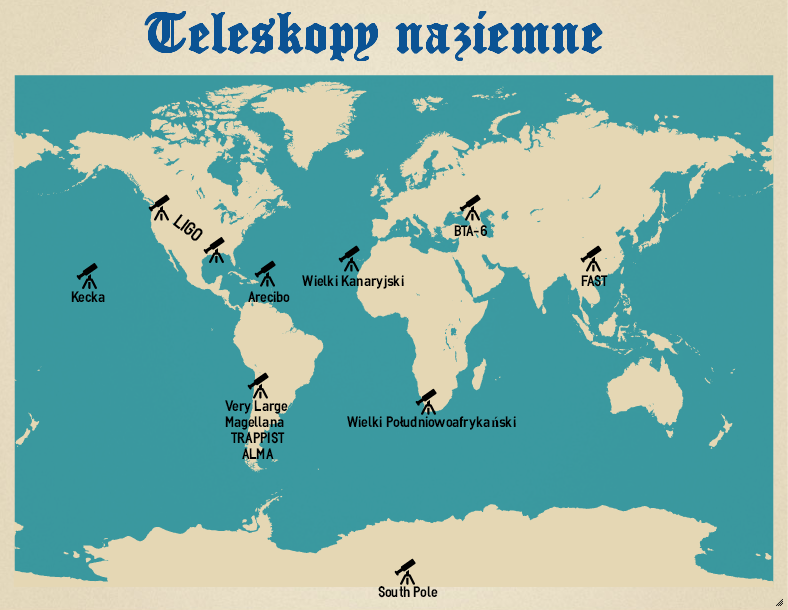 Teleskopy naziemne
LIGO
BTA-6
Kecka
Arecibo
Wielki Kanaryjski
FAST
Very Large
Magellana
TRAPPIST
ALMA
Wielki Południowoafrykański
South Pole